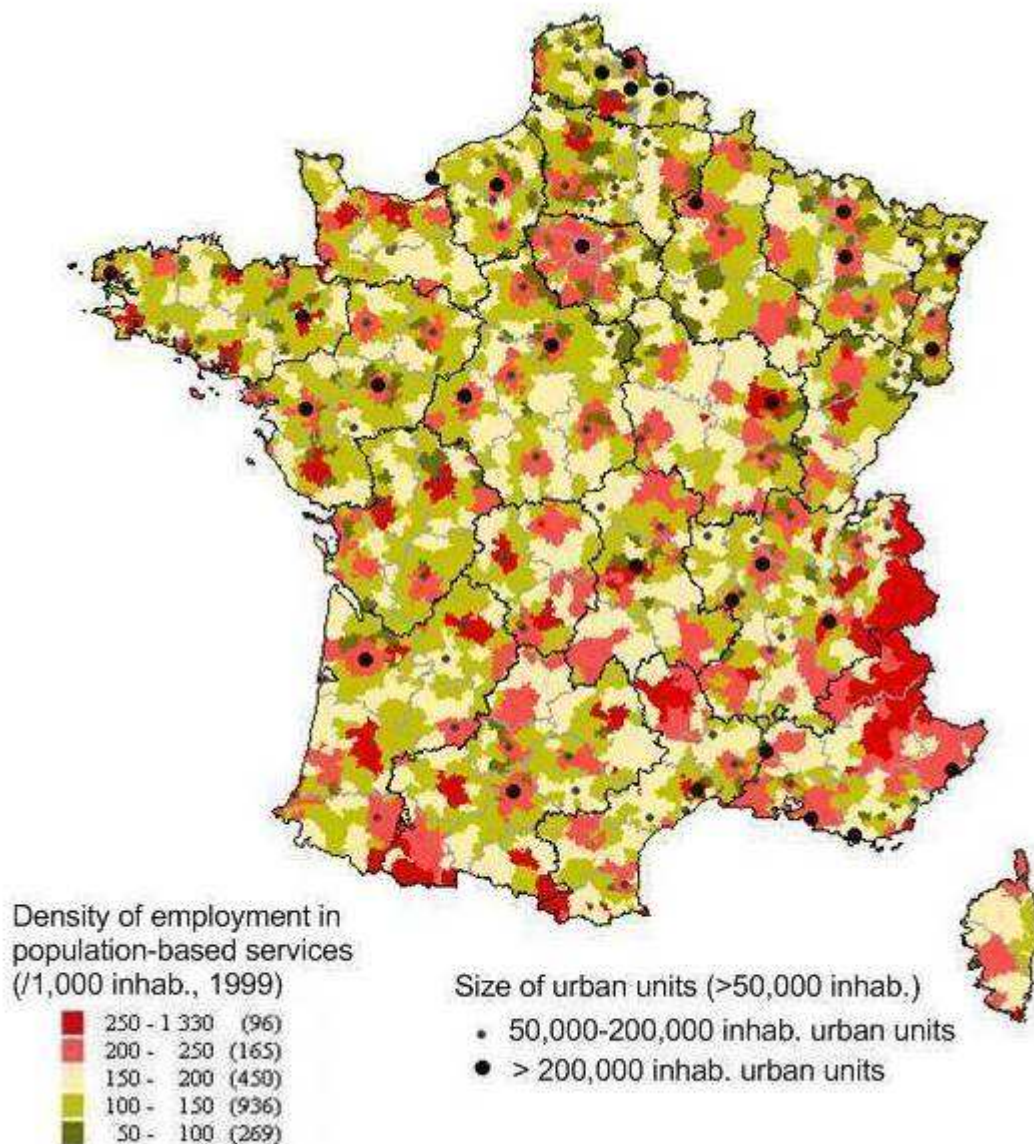 Density of employment in
population-based services
(/1,000 inhab., 1999)
250 - 1 330 (96)
200 - 250 (165)
150 - 200 (450)
100 - 150 (936)
50 - 100 (269)
Size of urban units (>50,000 inhab.)
50,000-200,000 inhab. urban units
> 200,000 inhab. urban units